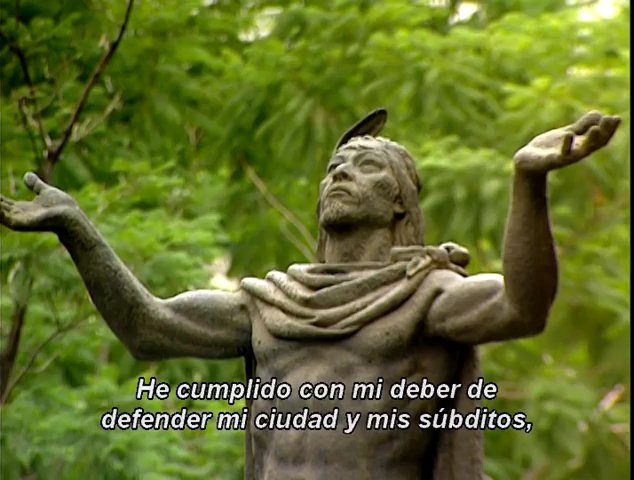 He cumplido con mi deber de
defender mi ciudad y mis súbditos,